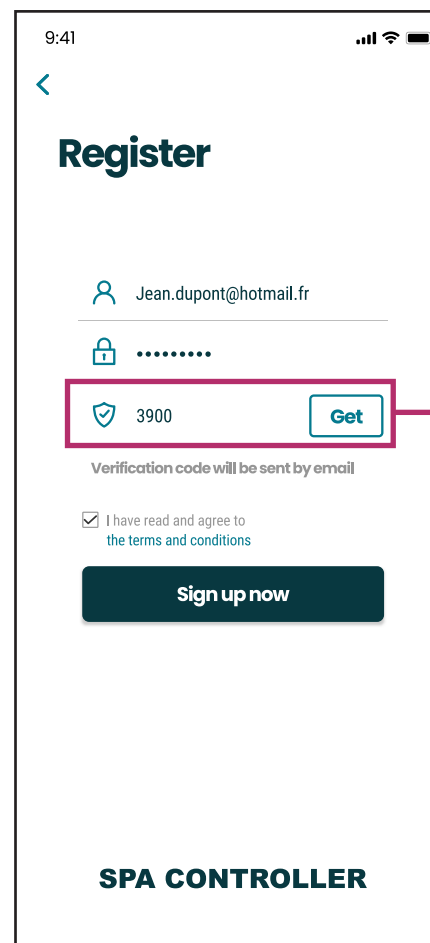 9:41
Register
Jean.dupont@hotmail.fr
•••••••••
3900
Get
Verification code will be sent by email
I have read and agree to
the terms and conditions
Sign up now
SPA CONTROLLER